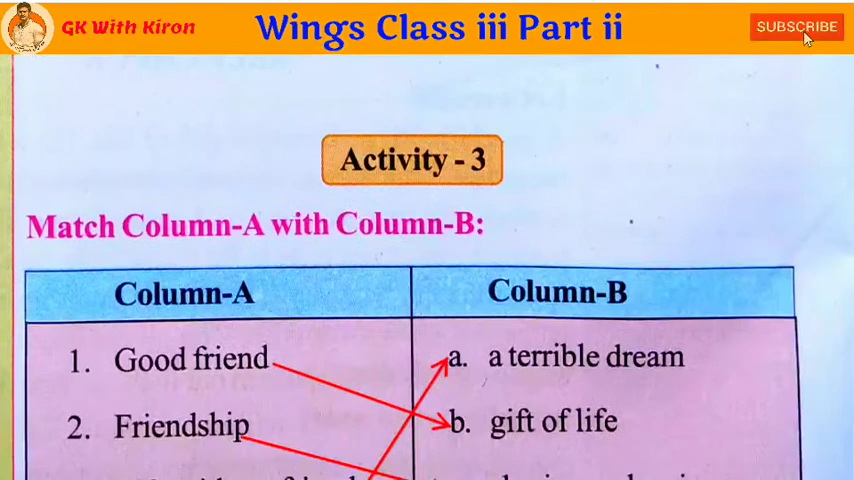 GK With Kiron
Wings Class iii Part ii
SUBSCRIBE
Activity - 3
Match Column-A with Column-B:
Column-A
Column-B
1. Good friend
a. a terrible dream
2. Friendship
b. gift of life